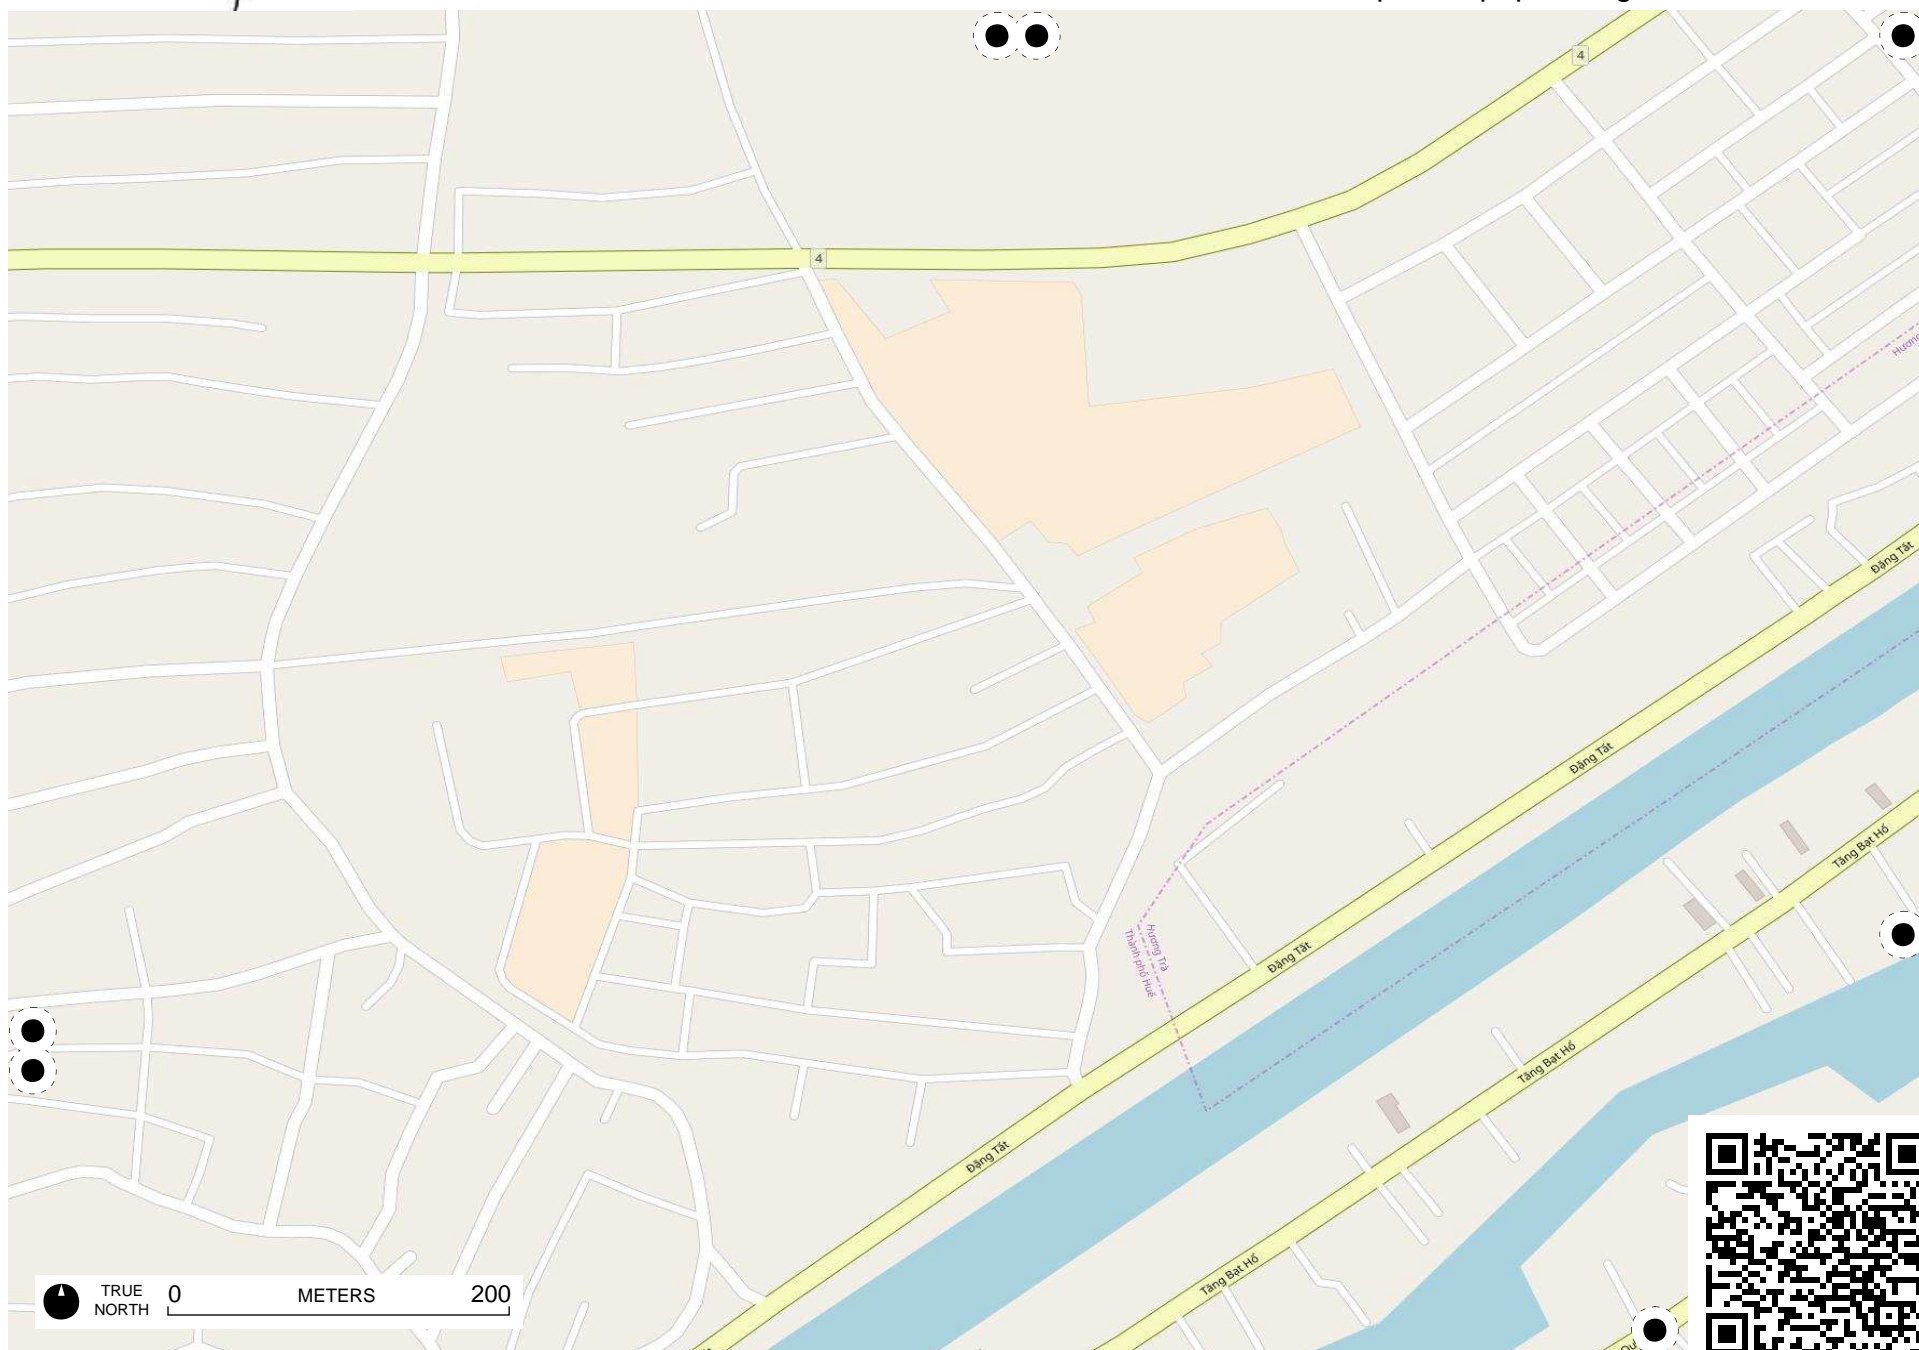 4
4
Hương
Đặng Tất
Đặng Tất
Tăng Bạt Hổ
Hương Trà
Thành phố Huế
Đặng Tất
Tăng Bạt Hổ
Đặng Tất
Tăng Bạt Hổ
TRUE
NORTH
0
METERS
200